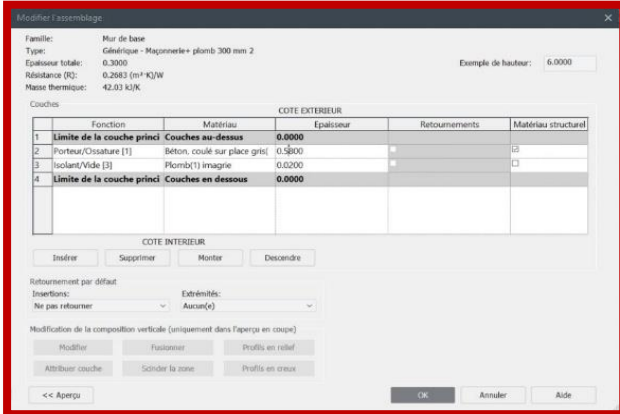 Modifier l'assemblage
Famille: Mur de base
Type: Générique - Maçonnerie+ plomb 300 mm 2
Epaisseur totale: 0.3000 Exemple de hauteur: 6.0000
Résistance (R): 0.2683 (m²·K)/W
Masse thermique: 42.03 kJ/K
Couches
COTE EXTERIEUR
Fonction Matériau Epaisseur Retournements Matériau structurel
1 Limite de la couche princi Couches au-dessus 0.0000
2 Porteur/Ossature [1] Béton, coulé sur place gris( 0.5800
3 Isolant/Vide [3] Plomb(1) imagrie 0.0200
4 Limite de la couche princi Couches en dessous 0.0000
COTE INTERIEUR
Insérer Supprimer Monter Descendre
Retournement par défaut
Insertions: Extrémités:
Ne pas retourner Aucun(e)
Modification de la composition verticale (uniquement dans l'aperçu en coupe)
Modifier Fusionner Profils en relief
Attribuer couche Scinder la zone Profils en creux
<< Aperçu OK Annuler Aide